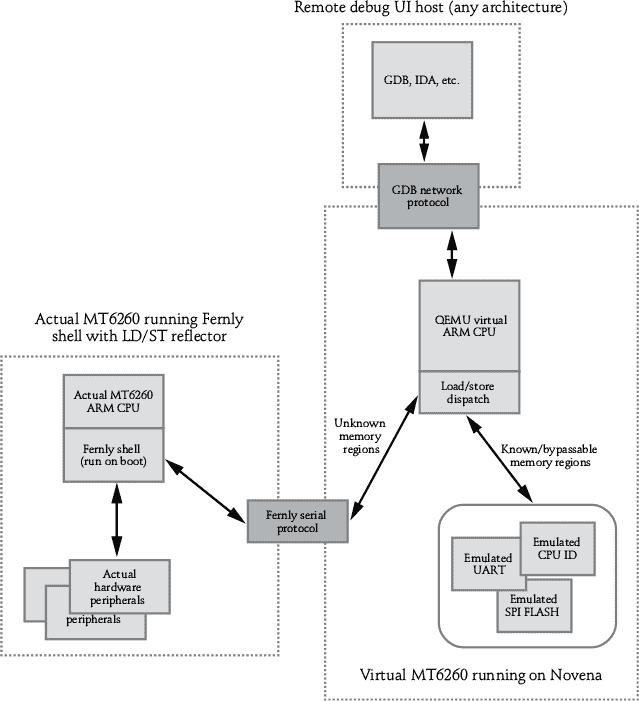 Remote debug UI host (any architecture)
GDB, IDA, etc.
GDB network
protocol
QEMU virtual
ARM CPU
Load/store
dispatch
Actual MT6260 running Fernly
shell with LD/ST reflector
Actual MT6260
ARM CPU
Fernly shell
(run on boot)
Unknown
memory
regions
Known/bypassable
memory regions
Fernly serial
protocol
Actual
hardware
peripherals
peripherals
Emulated
CPU ID
Emulated
UART
Emulated
SPI FLASH
Virtual MT6260 running on Novena